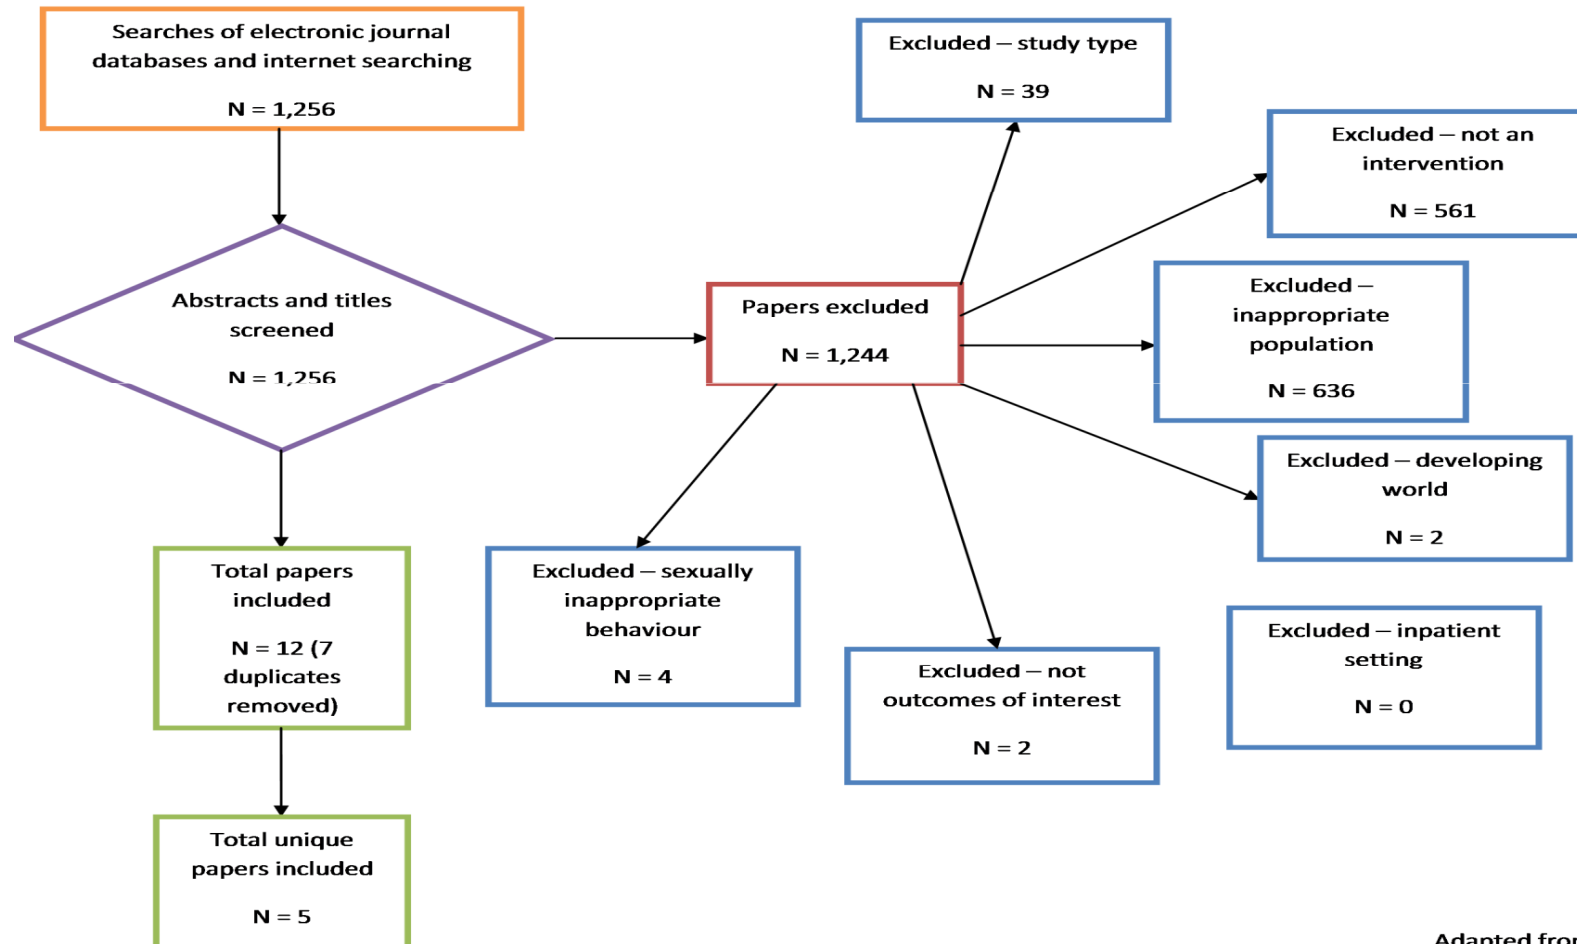 Searches of electronic journal
databases and internet searching
N = 1,256
Excluded – study type
N = 39
Excluded – not an
intervention
N = 561
Abstracts and titles
screened
N = 1,256
Papers excluded
N = 1,244
Excluded –
inappropriate
population
N = 636
Excluded – developing
world
N = 2
Total papers
included
N = 12 (7
duplicates
removed)
Excluded – sexually
inappropriate
behaviour
N = 4
Excluded – not
outcomes of interest
N = 2
Excluded – inpatient
setting
N = 0
Total unique
papers included
N = 5
Adapted from